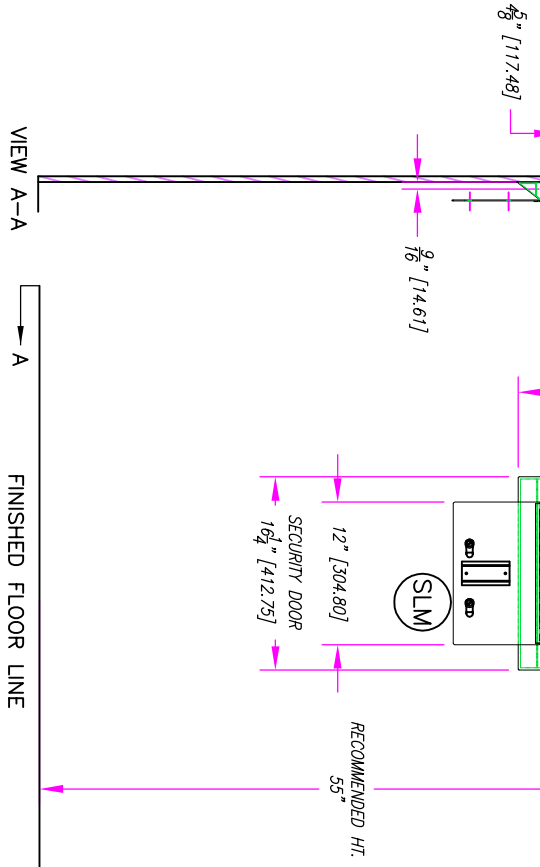 4 5/8" [117.48]
9/16" [14.61]
SLM
RECOMMENDED HT.
55"
12" [304.80]
SECURITY DOOR
16 1/4" [412.75]
VIEW A-A
A
FINISHED FLOOR LINE